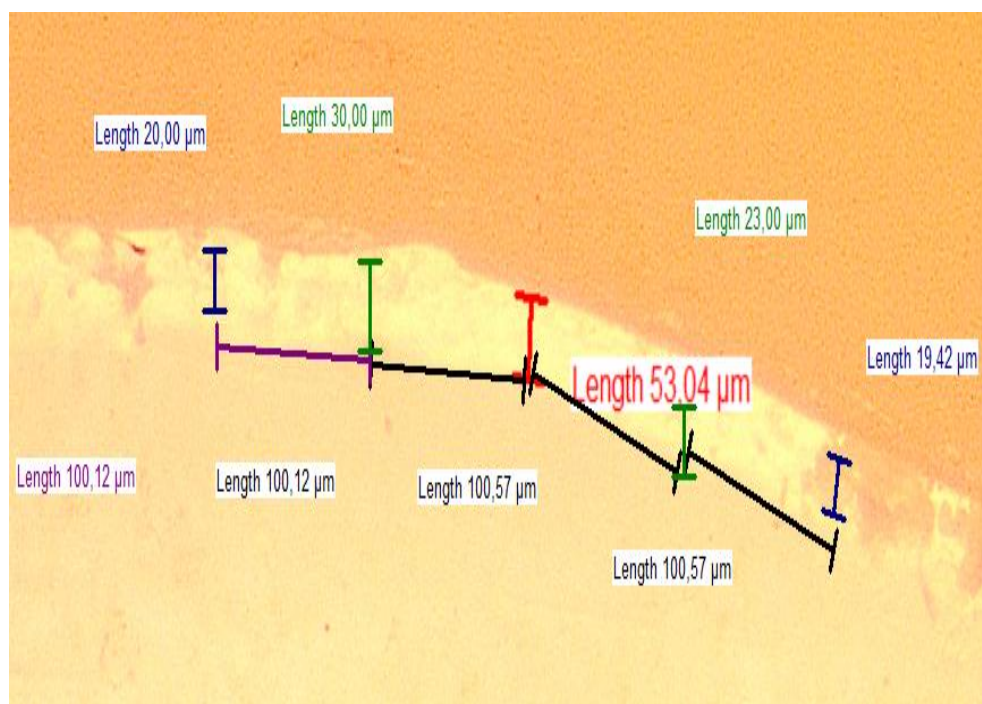 Length 30,00 µm
Length 20,00 µm
Length 23,00 µm
Length 19,42 µm
Length 53,04 µm
Length 100,12 µm
Length 100,12 µm
Length 100,57 µm
Length 100,57 µm